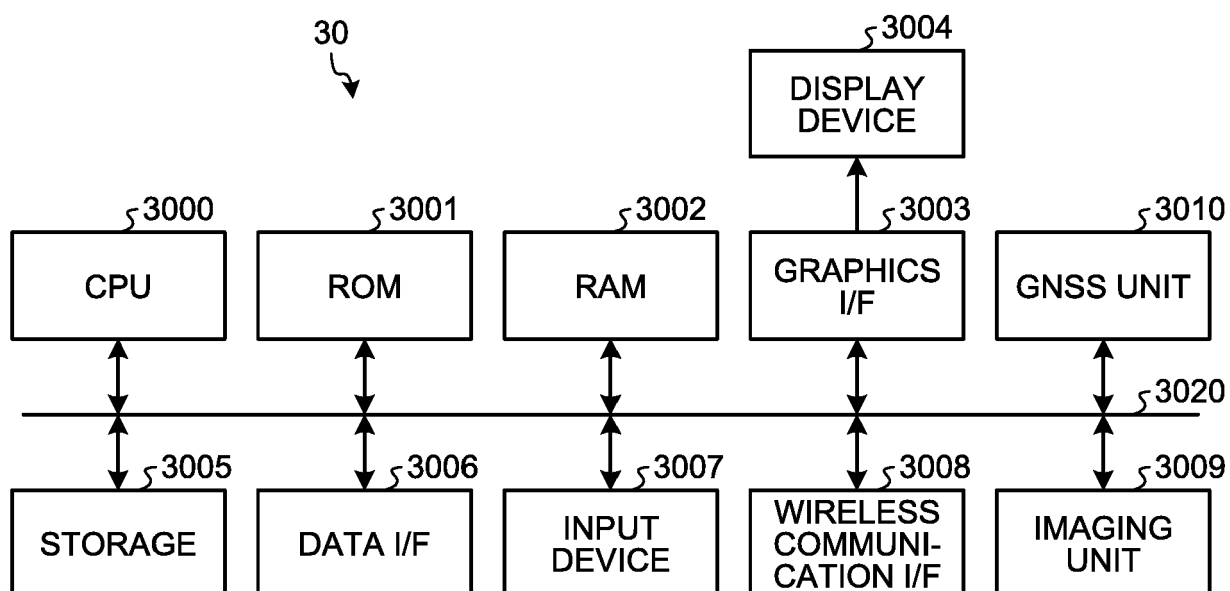 30
3004
DISPLAY
DEVICE
3000
3001
3002
3003
3010
CPU
ROM
RAM
GRAPHICS
I/F
GNSS UNIT
3020
3005
3006
3007
3008
3009
STORAGE
DATA I/F
INPUT
DEVICE
WIRELESS
COMMUNI-
CATION I/F
IMAGING
UNIT